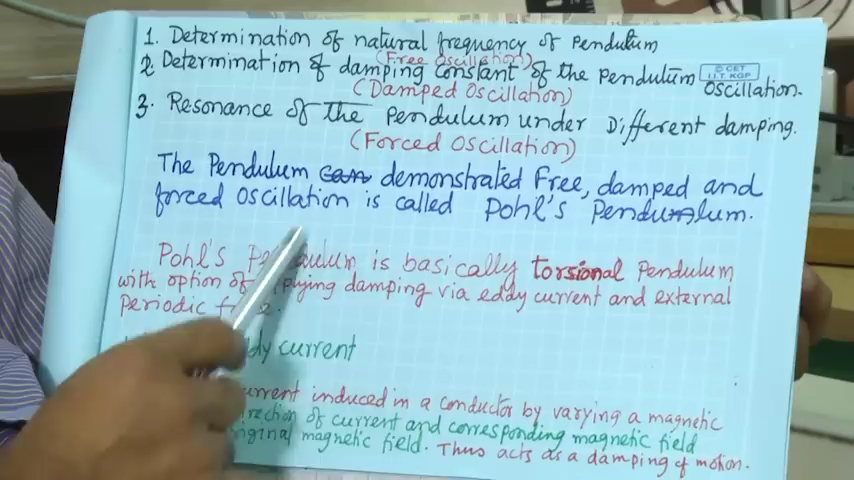 1. Determination of natural frequency of Pendulum
(Free Oscillation)
2. Determination of damping constant of the pendulum oscillation.
© CET
I.I.T. KGP
(Damped Oscillation)
3. Resonance of the pendulum under Different damping.
(Forced Oscillation)
The Pendulum demonstrated Free, damped and
forced Oscillation is called Pohl's Pendulum.
Pohl's is basically torsional Pendulum
with option of damping via eddy current and external
Periodic
current
induced in a conductor by varying a magnetic
of current and corresponding magnetic field
magnetic field. Thus acts as a damping of motion.